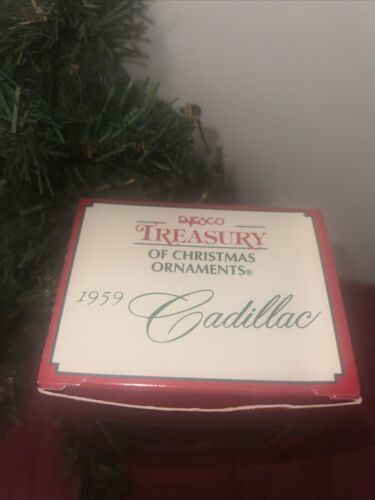 ENESCO
TREASURY
OF CHRISTMAS
ORNAMENTS®
1959 Cadillac